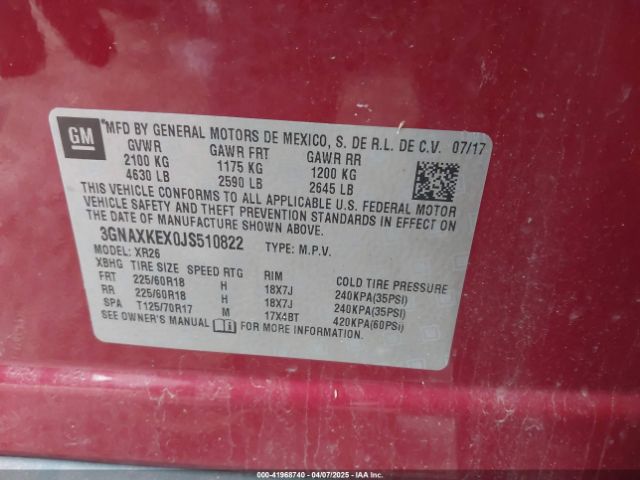 GM
MFD BY GENERAL MOTORS DE MEXICO, S. DE R.L. DE C.V. 07/17
GVWR GAWR FRT GAWR RR
2100 KG 1175 KG 1200 KG
4630 LB 2590 LB 2645 LB
THIS VEHICLE CONFORMS TO ALL APPLICABLE U.S. FEDERAL MOTOR
VEHICLE SAFETY AND THEFT PREVENTION STANDARDS IN EFFECT ON
THE DATE OF MANUFACTURE SHOWN ABOVE.
3GNAXKEX0JS510822 TYPE: M.P.V.
MODEL: XR26
XBHG TIRE SIZE SPEED RTG RIM COLD TIRE PRESSURE
FRT 225/60R18 H 18X7J 240KPA(35PSI)
RR 225/60R18 H 18X7J 240KPA(35PSI)
SPA T125/70R17 M 17X4BT 420KPA(60PSI)
SEE OWNER'S MANUAL FOR MORE INFORMATION.
000-41968740 - 04/07/2025 - IAA Inc.